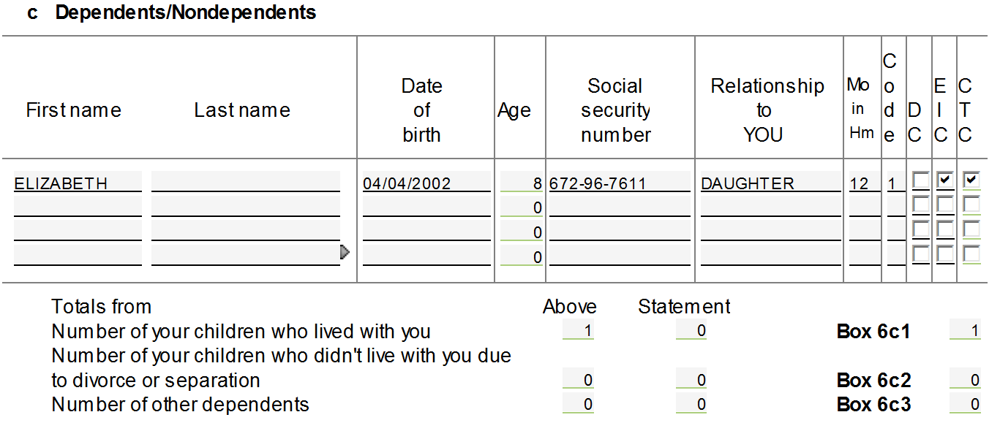 c Dependents/Nondependents
First name Last name Date of birth Age Social security number Relationship to YOU Mo in Hm Code DC EIC CTC
ELIZABETH 04/04/2002 8 672-96-7611 DAUGHTER 12 1
0
0
0
Totals from Above Statement
Number of your children who lived with you 1 0 Box 6c1 1
Number of your children who didn't live with you due
to divorce or separation 0 0 Box 6c2 0
Number of other dependents 0 0 Box 6c3 0